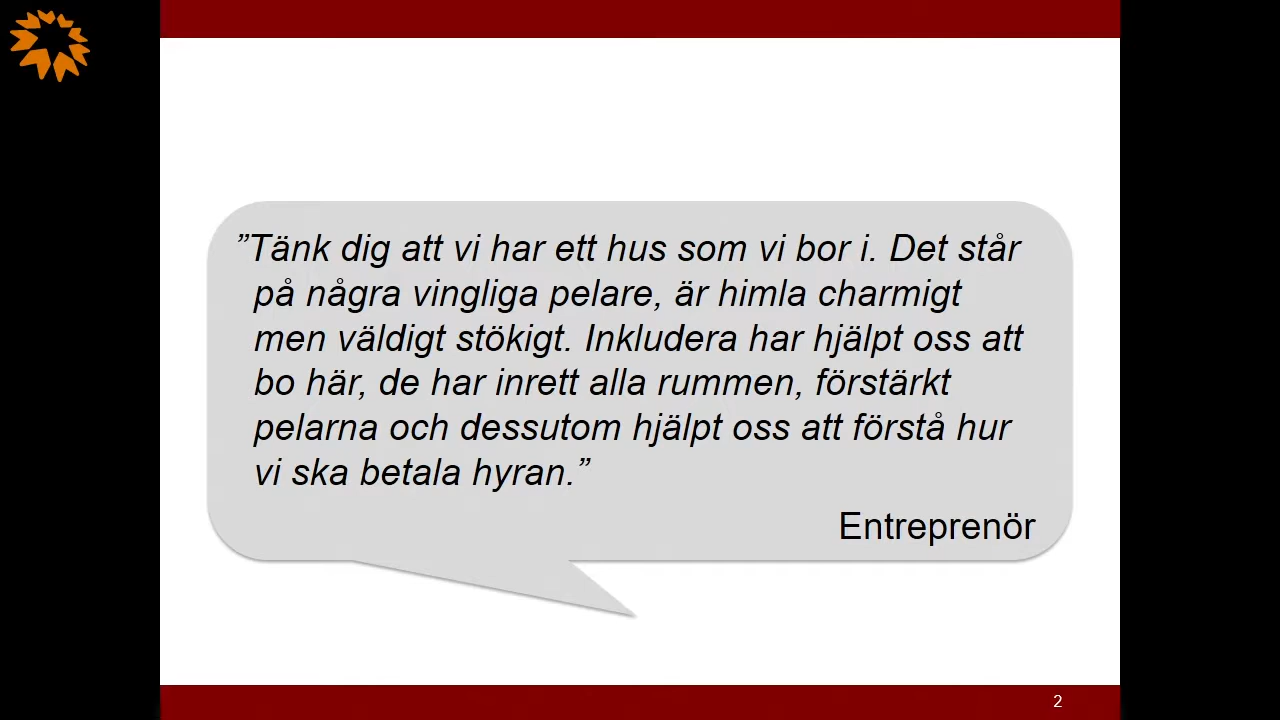 ”Tänk dig att vi har ett hus som vi bor i. Det står
på några vingliga pelare, är himla charmigt
men väldigt stökigt. Inkludera har hjälpt oss att
bo här, de har inrett alla rummen, förstärkt
pelarna och dessutom hjälpt oss att förstå hur
vi ska betala hyran.”
Entreprenör
2